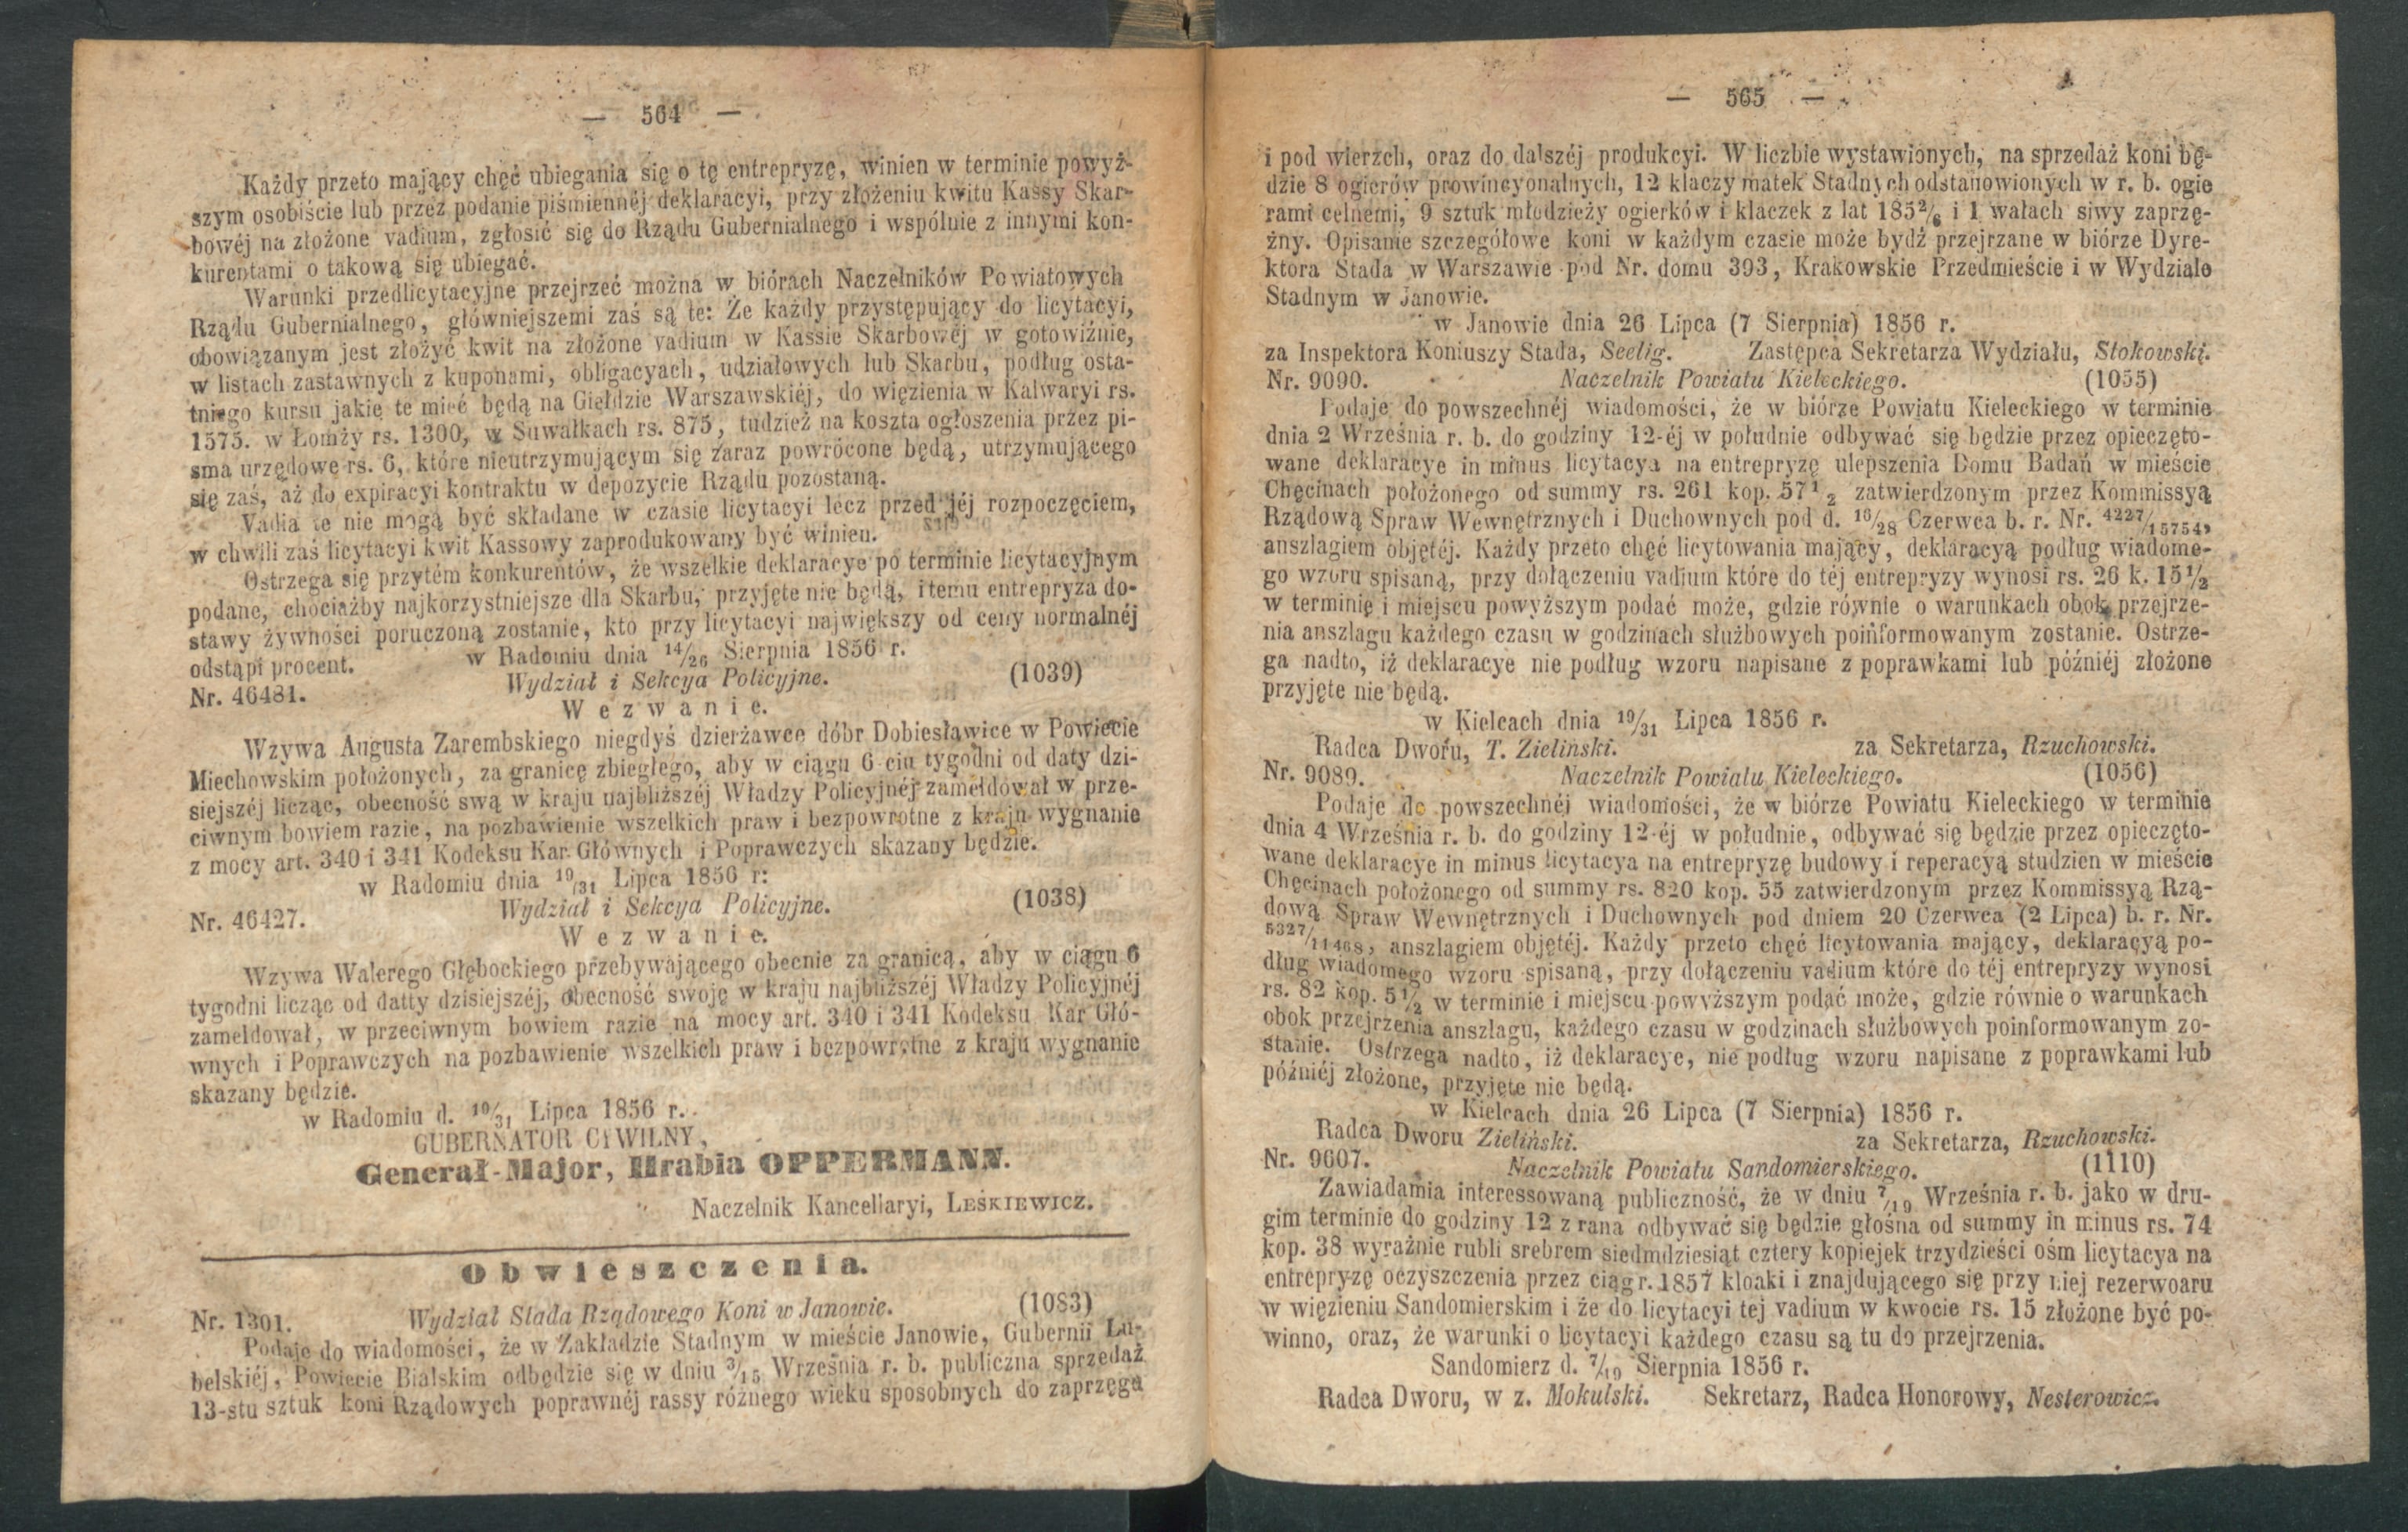 — 564 —
Każdy przeto mający chęć ubiegania się o tę entrepryzę, winien w terminie powyż-
szym osobiście lub przez podanie piśmiennéj deklaracyi, przy złożeniu kwitu Kassy Skar-
bowéj na złożone vadium, zgłosić się do Rządu Gubernialnego i wspólnie z innymi kon-
kurentami o takową się ubiegać.
Warunki przedlicytacyjne przejrzeć można w biórach Naczelników Powiatowych
Rządu Gubernialnego, główniejszemi zaś są te: Że każdy przystępujący do licytacyi,
obowiązanym jest złożyć kwit na złożone vadium w Kassie Skarbowéj w gotowiźnie,
w listach zastawnych z kuponami, obligacyach, udziałowych lub Skarbu, podług osta-
tniego kursu jakie te mieć będą na Giełdzie Warszawskiéj, do więzienia w Kalwaryi rs.
1575. w Łomży rs. 1300, w Suwałkach rs. 875, tudzież na koszta ogłoszenia przez pi-
sma urzędowe rs. 6, które nieutrzymującym się zaraz powrócone będą, utrzymującego
się zaś, aż do expiracyi kontraktu w depozycie Rządu pozostaną.
Vadia te nie mogą być składane w czasie licytacyi lecz przed jéj rozpoczęciem,
w chwili zaś licytacyi kwit Kassowy zaprodukowany być winien.
Ostrzega się przytém konkurentów, że wszelkie deklaracye po terminie licytacyjnym
podane, chociażby najkorzystniejsze dla Skarbu, przyjęte nie będą, i temu entrepryza do-
stawy żywności poruczoną zostanie, kto przy licytacyi największy od ceny normalnéj
odstąpi procent. w Radomiu dnia 14/26 Sierpnia 1856 r.
Nr. 46481. Wydział i Sekcya Policyjne. (1039)
Wezwanie.
Wzywa Augusta Zarembskiego niegdyś dzierżawcę dóbr Dobiesławice w Powiecie
Miechowskim położonych, za granicę zbiegłego, aby w ciągu 6-ciu tygodni od daty dzi-
siejszéj licząc, obecność swą w kraju najbliższéj Władzy Policyjnéj zameldował w prze-
ciwnym bowiem razie, na pozbawienie wszelkich praw i bezpowrotne z kraju wygnanie
z mocy art. 340 i 341 Kodeksu Kar Głównych i Poprawczych skazany będzie.
w Radomiu dnia 19/31 Lipca 1856 r:
Nr. 46427. Wydział i Sekcya Policyjne. (1038)
Wezwanie.
Wzywa Walerego Głębockiego przebywającego obecnie za granicą, aby w ciągu 6
tygodni licząc od datty dzisiejszéj, obecność swoję w kraju najbliższéj Władzy Policyjnéj
zameldował, w przeciwnym bowiem razie na mocy art. 340 i 341 Kodeksu Kar Głó-
wnych i Poprawczych na pozbawienie wszelkich praw i bezpowrotne z kraju wygnanie
skazany będzie.
w Radomiu d. 19/31 Lipca 1856 r.
GUBERNATOR CYWILNY,
Generał-Major, Hrabia OPPERMANN.
Naczelnik Kancellaryi, LEŚKIEWICZ.
Obwieszczenia.
Nr. 1301. Wydział Stada Rządowego Koni w Janowie. (1083)
Podaje do wiadomości, że w Zakładzie Stadnym w mieście Janowie, Gubernii Lu-
belskiéj, Powiecie Bialskim odbędzie się w dniu 3/15 Września r. b. publiczna sprzedaż
13-stu sztuk koni Rządowych poprawnéj rassy różnego wieku sposobnych do zaprzęgu
— 565 —
i pod wierzch, oraz do dalszéj produkcyi. W liczbie wystawionych, na sprzedaż koni bę-
dzie 8 ogierów prowincyonalnych, 12 klaczy matek Stadnych odstanowionych w r. b. ogie
rami celnemi, 9 sztuk młodzieży ogierków i klaczek z lat 185 2/6 i 1 wałach siwy zaprzę-
żny. Opisanie szczegółowe koni w każdym czasie może bydź przejrzane w biórze Dyre-
ktora Stada w Warszawie pod Nr. domu 393, Krakowskie Przedmieście i w Wydziale
Stadnym w Janowie.
w Janowie dnia 26 Lipca (7 Sierpnia) 1856 r.
za Inspektora Koniuszy Stada, Seelig. Zastępca Sekretarza Wydziału, Stokowski.
Nr. 9090. Naczelnik Powiatu Kieleckiego. (1055)
Podaje do powszechnéj wiadomości, że w biórze Powiatu Kieleckiego w terminie
dnia 2 Września r. b. do godziny 12-éj w południe odbywać się będzie przez opieczęto-
wane deklaracye in minus licytacya na entrepryzę ulepszenia Domu Badań w mieście
Chęcinach położonego od summy rs. 261 kop. 57 1/2 zatwierdzonym przez Kommissyą
Rządową Spraw Wewnętrznych i Duchownych pod d. 16/28 Czerwca b. r. Nr. 4227/15754,
anszlagiem objętéj. Każdy przeto chęć licytowania mający, deklaracyą podług wiadome-
go wzoru spisaną, przy dołączeniu vadium które do téj entrepryzy wynosi rs. 26 k. 15 1/2
w terminie i miejscu powyższym podać może, gdzie równie o warunkach obok przejrze-
nia anszlagu każdego czasu w godzinach służbowych poinformowanym zostanie. Ostrze-
ga nadto, iż deklaracye nie podług wzoru napisane z poprawkami lub późniéj złożone
przyjęte nie będą.
w Kielcach dnia 19/31 Lipca 1856 r.
Radca Dworu, T. Zieliński. za Sekretarza, Rzuchowski.
Nr. 9089. Naczelnik Powiatu Kieleckiego. (1056)
Podaje do powszechnéj wiadomości, że w biórze Powiatu Kieleckiego w terminie
dnia 4 Września r. b. do godziny 12-éj w południe, odbywać się będzie przez opieczęto-
wane deklaracye in minus licytacya na entrepryzę budowy i reperacyą studzien w mieście
Chęcinach położonego od summy rs. 820 kop. 55 zatwierdzonym przez Kommissyą Rzą-
dową Spraw Wewnętrznych i Duchownych pod dniem 20 Czerwca (2 Lipca) b. r. Nr.
5327/11468, anszlagiem objętéj. Każdy przeto chęć licytowania mający, deklaracyą po-
dług wiadomego wzoru spisaną, przy dołączeniu vadium które do téj entrepryzy wynosi
rs. 82 kop. 5 1/2 w terminie i miejscu powyższym podać może, gdzie równie o warunkach
obok przejrzenia anszlagu, każdego czasu w godzinach służbowych poinformowanym zo-
stanie. Ostrzega nadto, iż deklaracye, nie podług wzoru napisane z poprawkami lub
późniéj złożone, przyjęte nie będą.
w Kielcach dnia 26 Lipca (7 Sierpnia) 1856 r.
Radca Dworu Zieliński. za Sekretarza, Rzuchowski.
Nr. 9607. Naczelnik Powiatu Sandomierskiego. (1110)
Zawiadamia interessowaną publiczność, że w dniu 7/19 Września r. b. jako w dru-
gim terminie do godziny 12 z rana odbywać się będzie głośna od summy in minus rs. 74
kop. 38 wyraźnie rubli srebrem siedmdziesiąt cztery kopiejek trzydzieści ośm licytacya na
entrepryzę oczyszczenia przez ciąg r. 1857 kloaki i znajdującego się przy niej rezerwoaru
w więzieniu Sandomierskim i że do licytacyi tej vadium w kwocie rs. 15 złożone być po-
winno, oraz, że warunki o licytacyi każdego czasu są tu do przejrzenia.
Sandomierz d. 7/19 Sierpnia 1856 r.
Radca Dworu, w z. Mokulski. Sekretarz, Radca Honorowy, Nesterowicz.